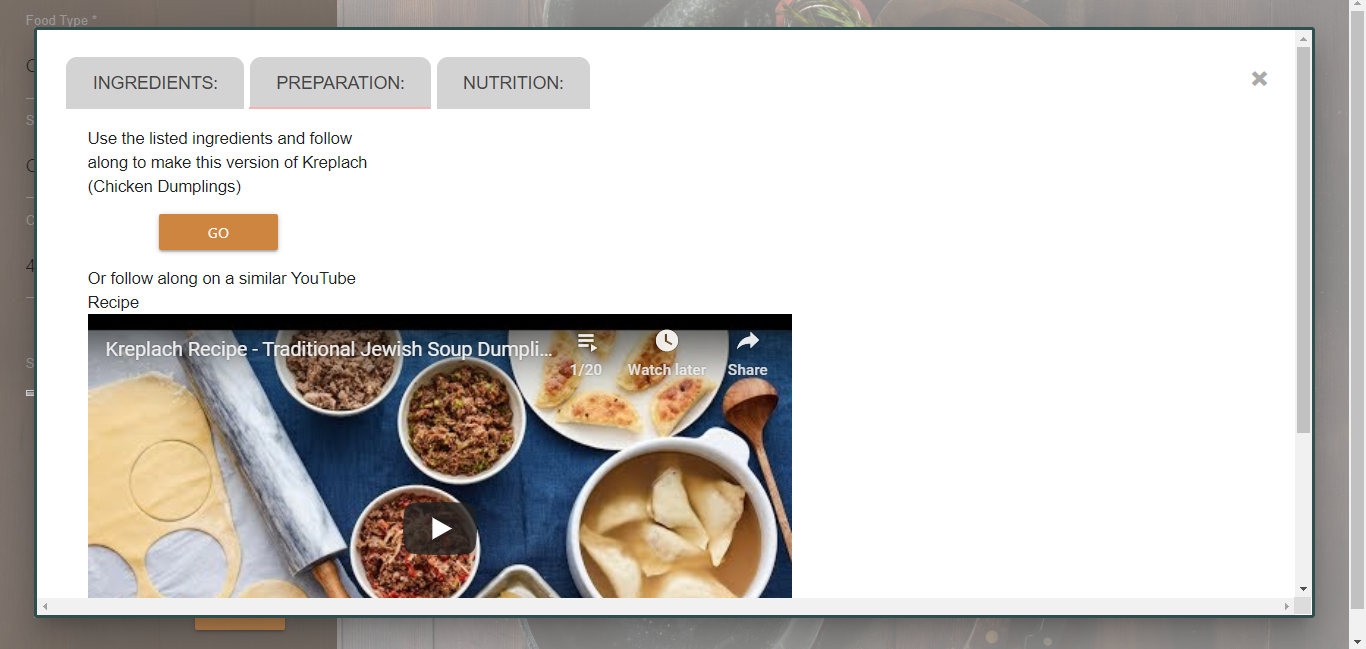 Food Type *
INGREDIENTS:
PREPARATION:
NUTRITION:
Use the listed ingredients and follow
along to make this version of Kreplach
(Chicken Dumplings)
GO
Or follow along on a similar YouTube
Recipe
Kreplach Recipe - Traditional Jewish Soup Dumpli...
1/20
Watch later
Share